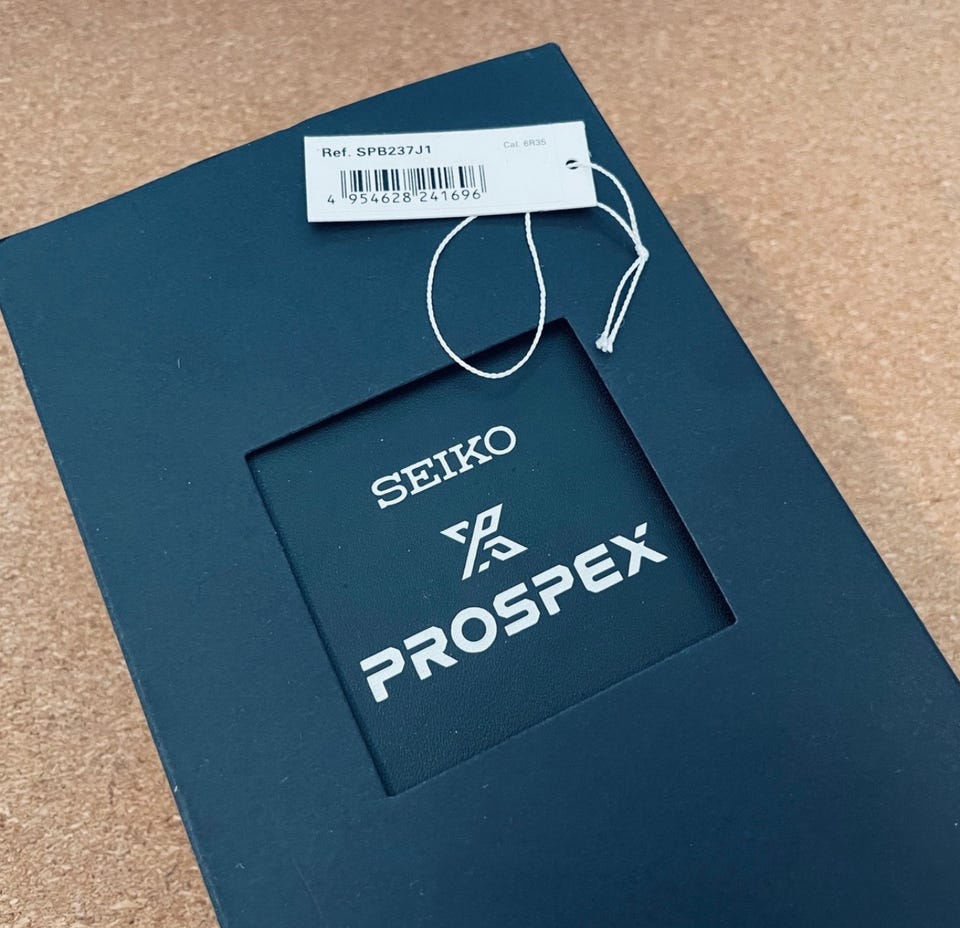 Ref. SPB237J1
Cal. 6R35
4 954628 241696
SEIKO
PROSPEX